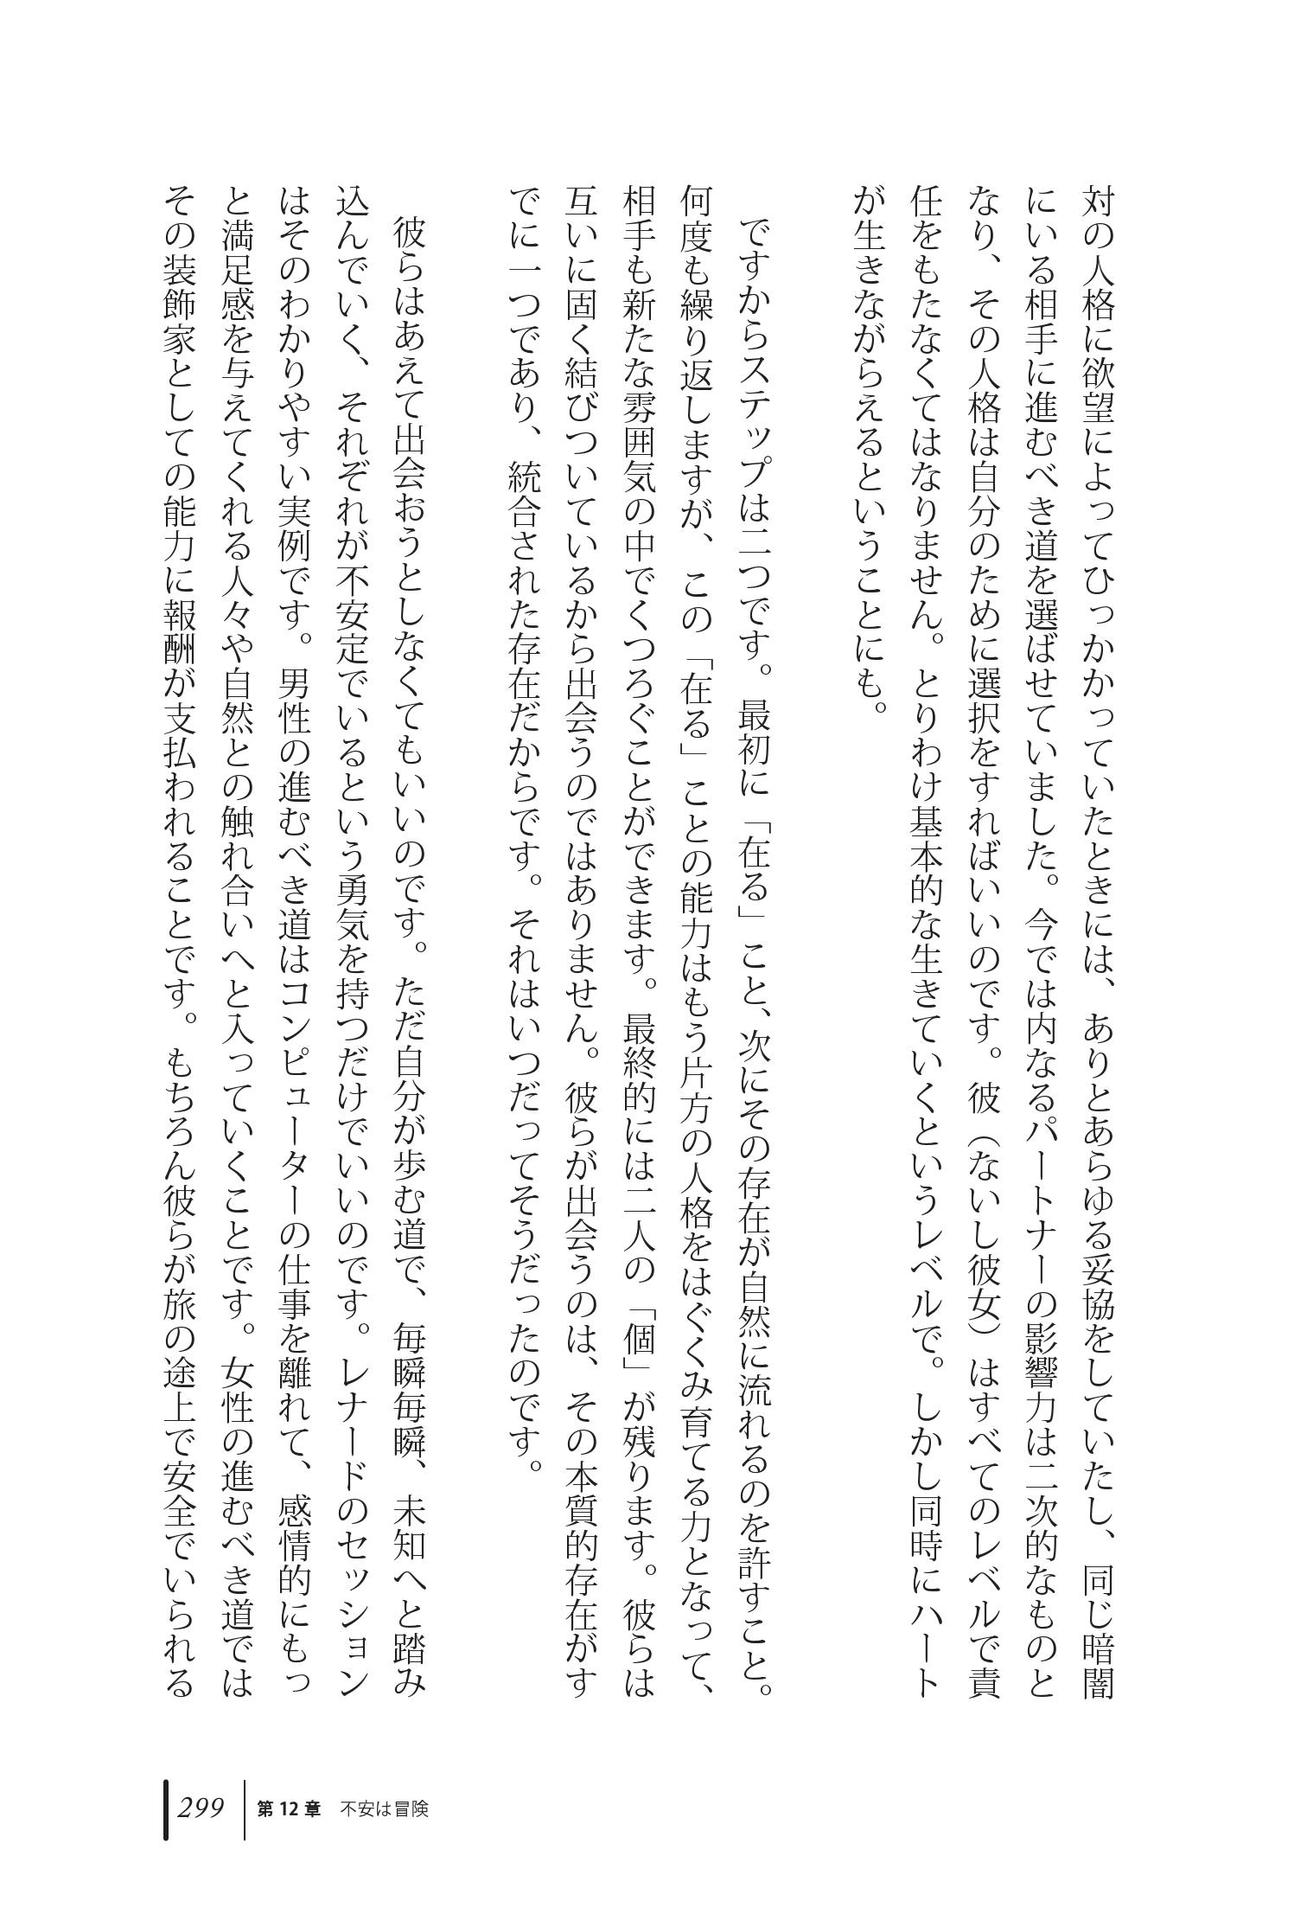 対の人格に欲望によってひっかかっていたときには、ありとあらゆる妥協をしていたし、同じ暗闇
にいる相手に進むべき道を選ばせていました。今では内なるパートナーの影響力は二次的なものと
なり、その人格は自分のために選択をすればいいのです。彼（ないし彼女）はすべてのレベルで責
任をもたなくてはなりません。とりわけ基本的な生きていくというレベルで。しかし同時にハート
が生きながらえるということにも。
ですからステップは二つです。最初に「在る」こと、次にその存在が自然に流れるのを許すこと。
何度も繰り返しますが、この「在る」ことの能力はもう片方の人格をはぐくみ育てる力となって、
相手も新たな雰囲気の中でくつろぐことができます。最終的には二人の「個」が残ります。彼らは
互いに固く結びついているから出会うのではありません。彼らが出会うのは、その本質的存在がす
でに一つであり、統合された存在だからです。それはいつだってそうだったのです。
彼らはあえて出会おうとしなくてもいいのです。ただ自分が歩む道で、毎瞬毎瞬、未知へと踏み
込んでいく、それぞれが不安定でいるという勇気を持つだけでいいのです。レナードのセッション
はそのわかりやすい実例です。男性の進むべき道はコンピューターの仕事を離れて、感情的にもっ
と満足感を与えてくれる人々や自然との触れ合いへと入っていくことです。女性の進むべき道では
その装飾家としての能力に報酬が支払われることです。もちろん彼らが旅の途上で安全でいられる
299 第12章 不安は冒険